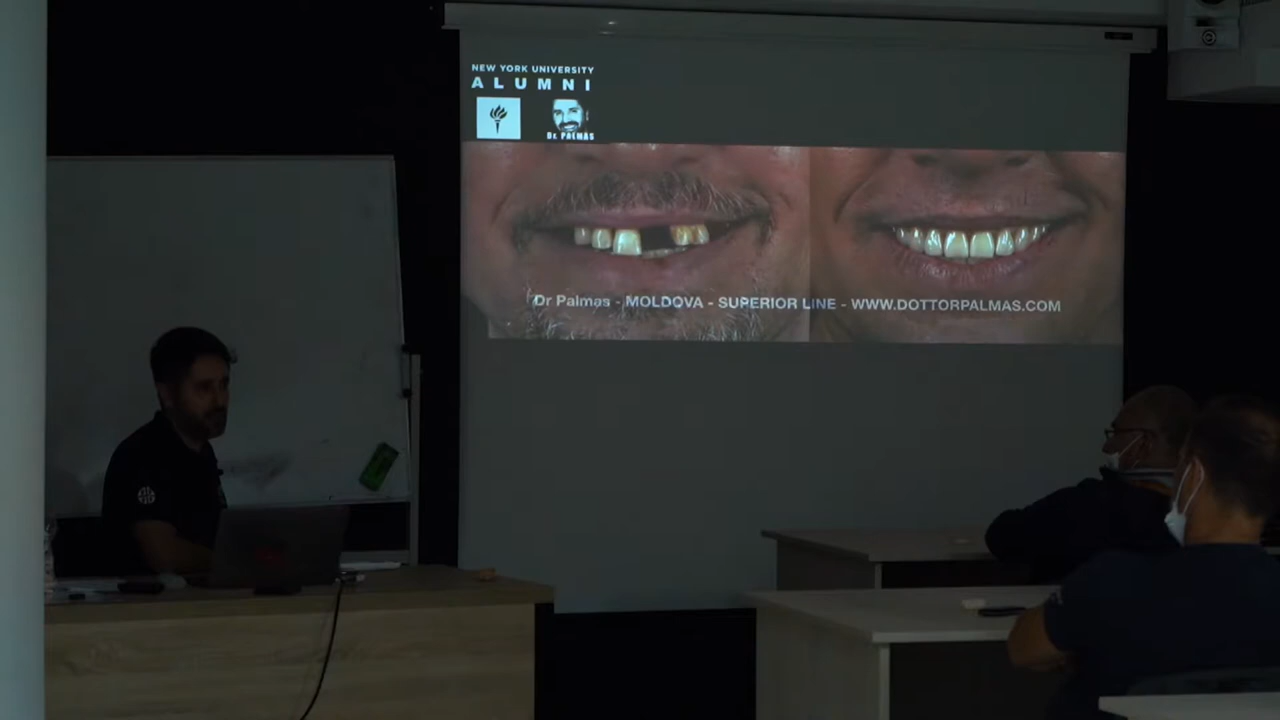 NEW YORK UNIVERSITY
ALUMNI
Dr. PALMAS
Dr Palmas - MOLDOVA - SUPERIOR LINE - WWW.DOTTORPALMAS.COM